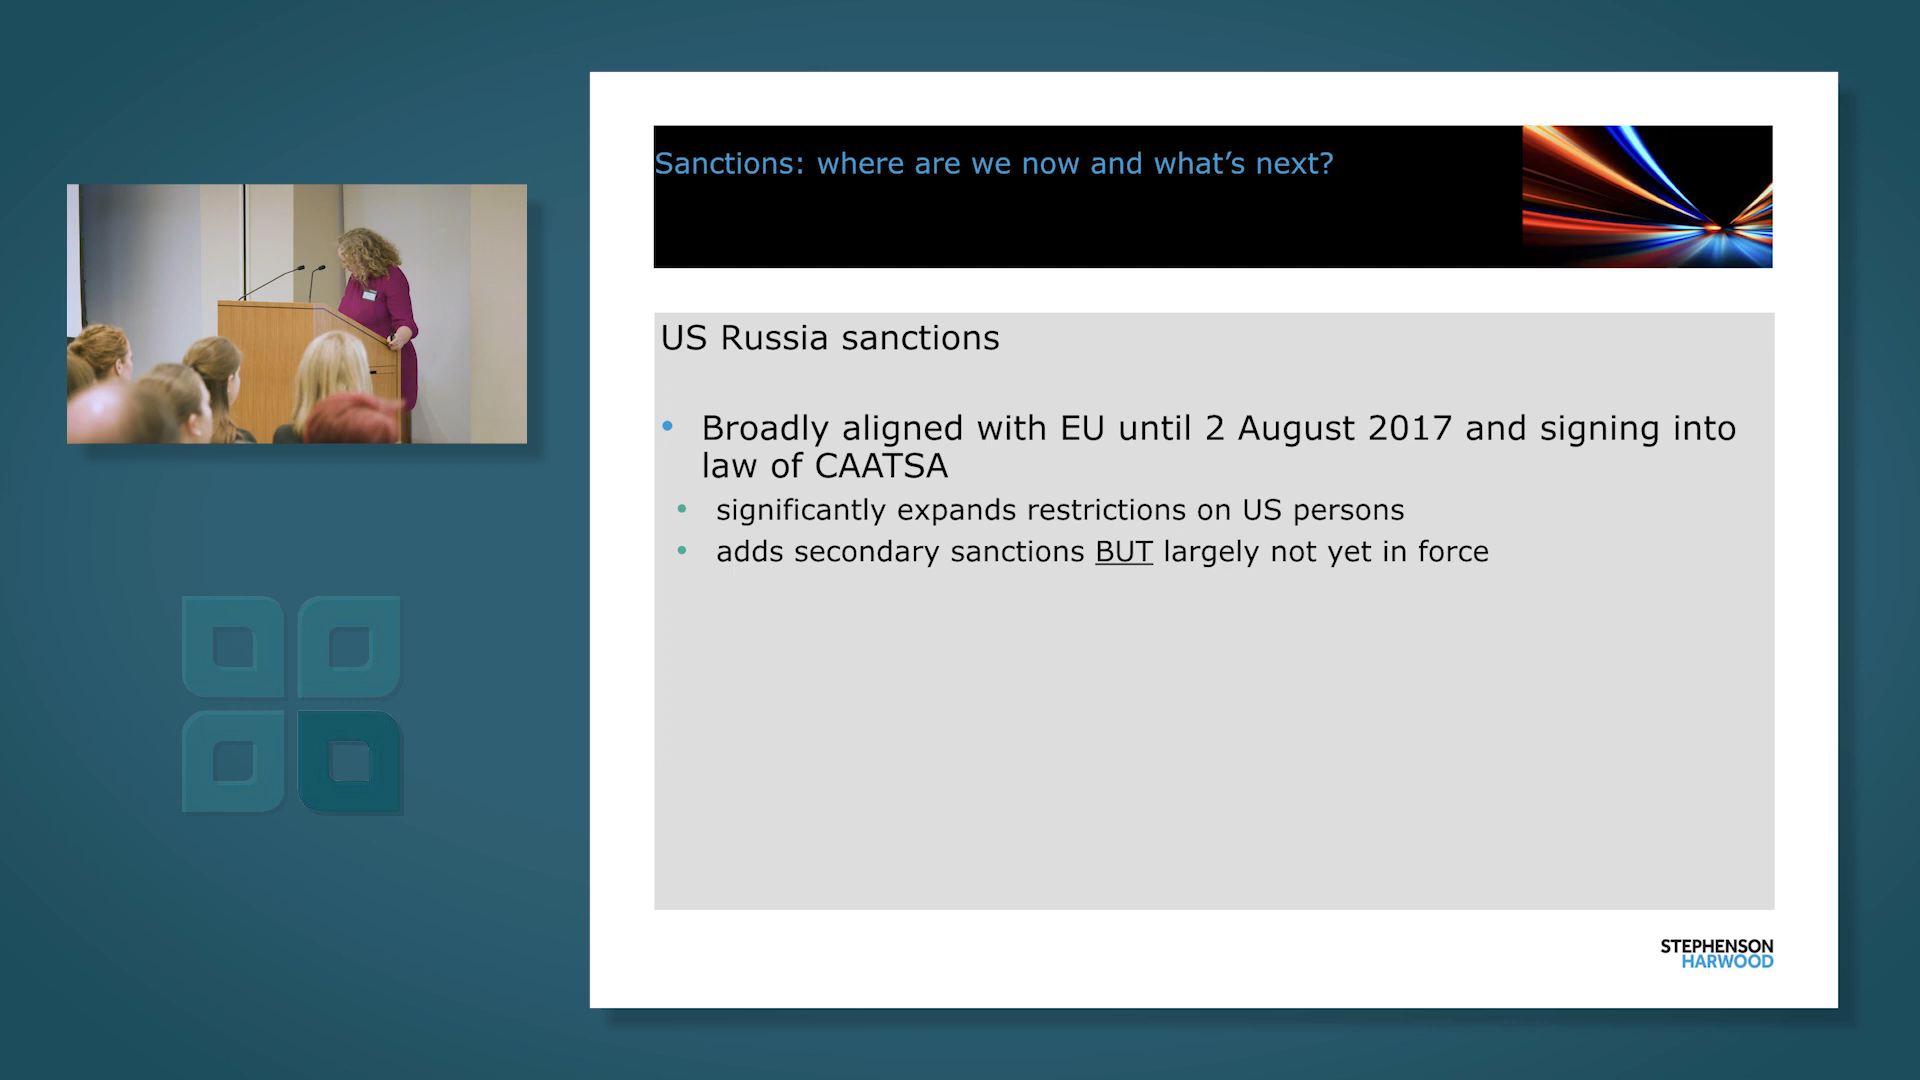 Sanctions: where are we now and what’s next?
US Russia sanctions
• Broadly aligned with EU until 2 August 2017 and signing into
law of CAATSA
• significantly expands restrictions on US persons
• adds secondary sanctions BUT largely not yet in force
STEPHENSON
HARWOOD